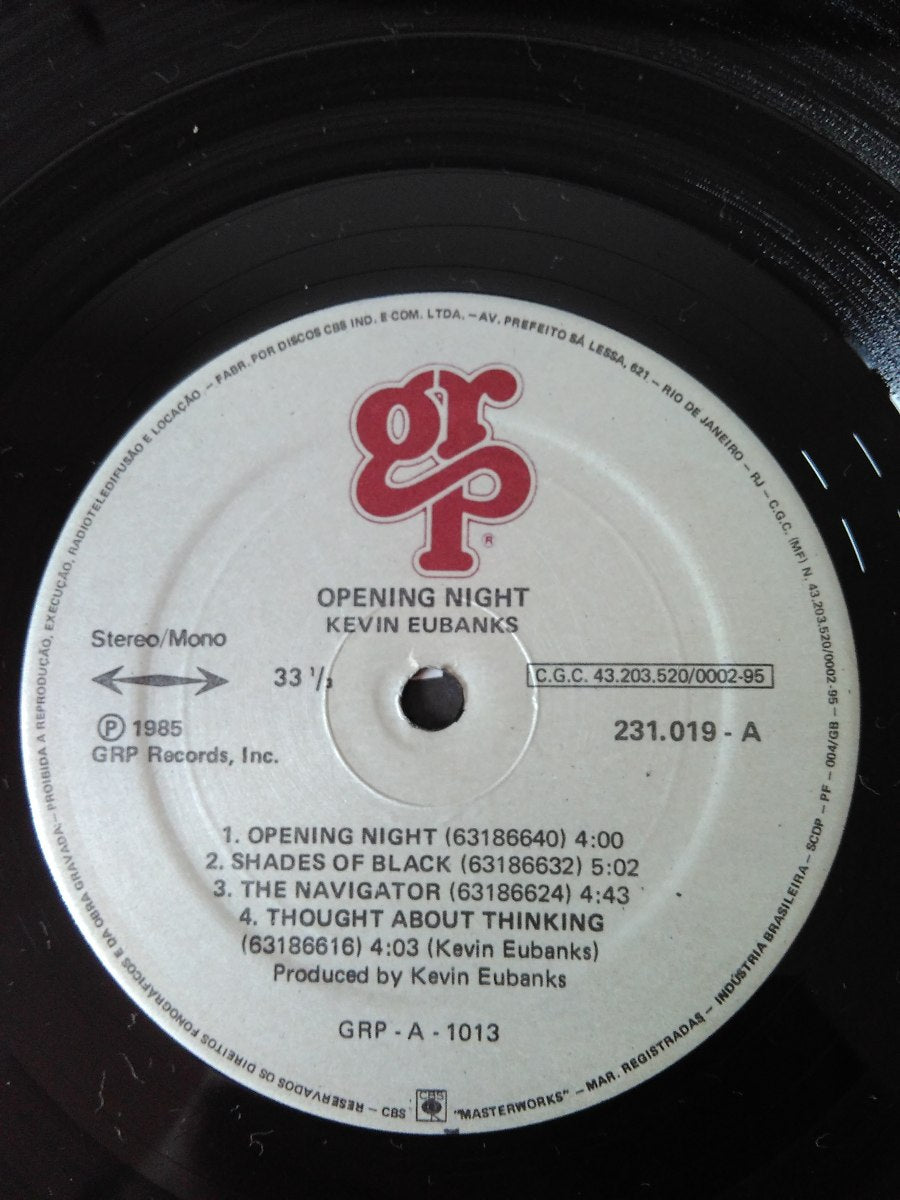 FABR. POR DISCOS CBS IND. E COM. LTDA. – AV. PREFEITO SÁ LESSA, 621 – RIO DE JANEIRO – RJ – C.G.C. (MF) N. 43.203.520/0002-95 – PF – 004/GB – SCDP – INDÚSTRIA BRASILEIRA – MAR. REGISTRADAS – "MASTERWORKS" CBS CBS – RESERVADOS OS DIREITOS FONOGRÁFICOS E DA OBRA GRAVADA – PROIBIDA A REPRODUÇÃO, EXECUÇÃO, RADIOTELEDIFUSÃO E LOCAÇÃO –
grp ®
OPENING NIGHT
KEVIN EUBANKS
Stereo/Mono
33 1/3
C.G.C. 43.203.520/0002-95
Ⓟ 1985
GRP Records, Inc.
231.019 - A
1. OPENING NIGHT (63186640) 4:00
2. SHADES OF BLACK (63186632) 5:02
3. THE NAVIGATOR (63186624) 4:43
4. THOUGHT ABOUT THINKING
(63186616) 4:03 (Kevin Eubanks)
Produced by Kevin Eubanks
GRP - A - 1013